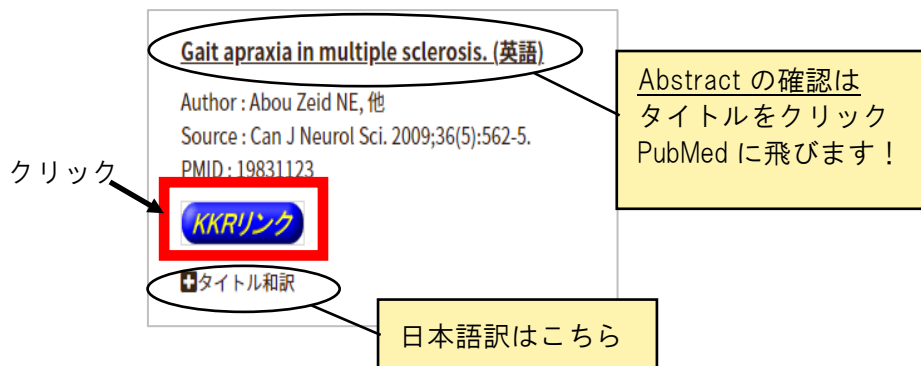 Gait apraxia in multiple sclerosis. (英語)
Author : Abou Zeid NE, 他
Source : Can J Neurol Sci. 2009;36(5):562-5.
PMID : 19831123
クリック
KKRリンク
タイトル和訳
Abstract の確認は
タイトルをクリック
PubMed に飛びます！
日本語訳はこちら